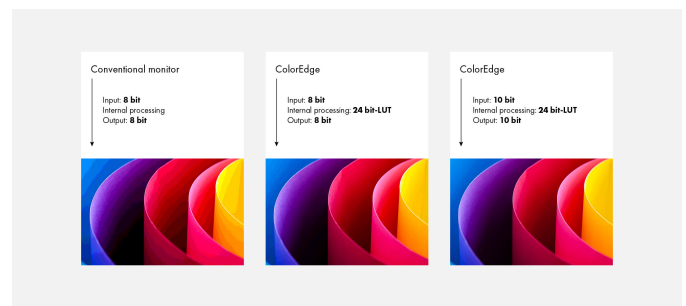 Conventional monitor
Input: 8 bit
Internal processing
Output: 8 bit
ColorEdge
Input: 8 bit
Internal processing: 24 bit-LUT
Output: 8 bit
ColorEdge
Input: 10 bit
Internal processing: 24 bit-LUT
Output: 10 bit